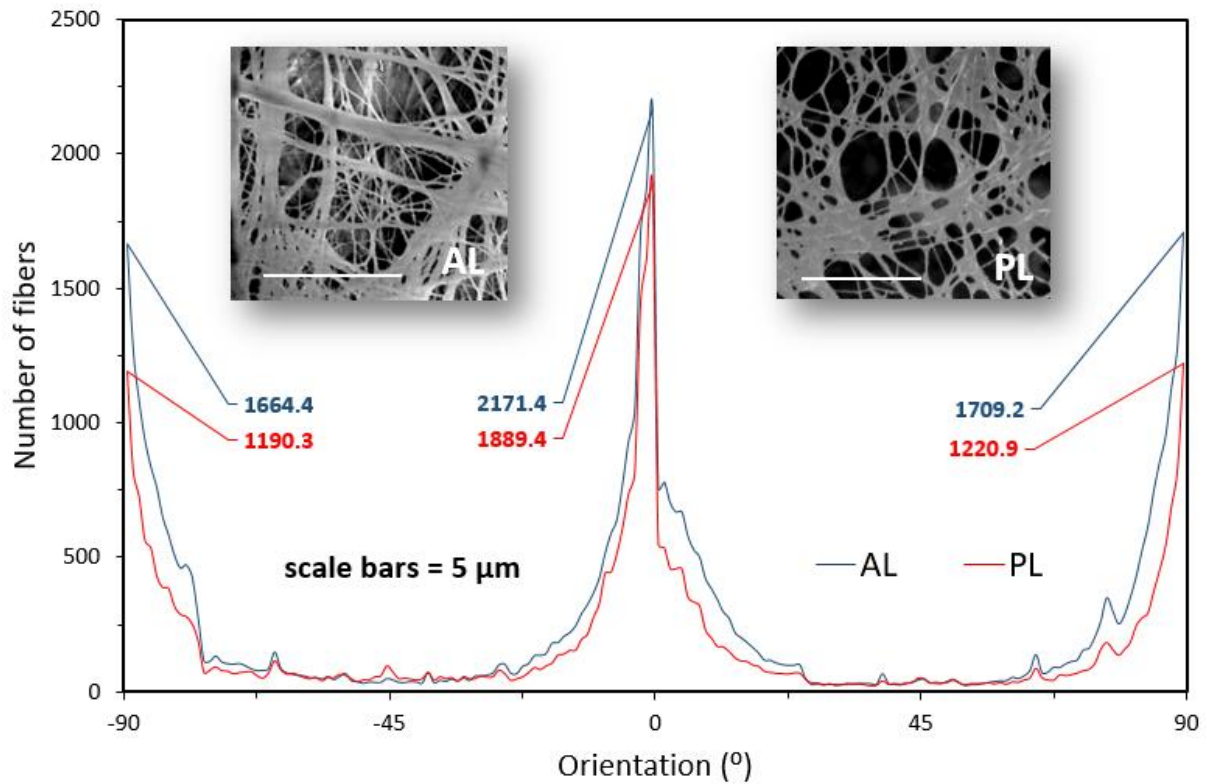 2500
2000
1500
1000
500
0
Number of fibers
AL
PL
1664.4
1190.3
2171.4
1889.4
1709.2
1220.9
scale bars = 5 μm
AL
PL
-90
-45
0
45
90
Orientation (⁰)